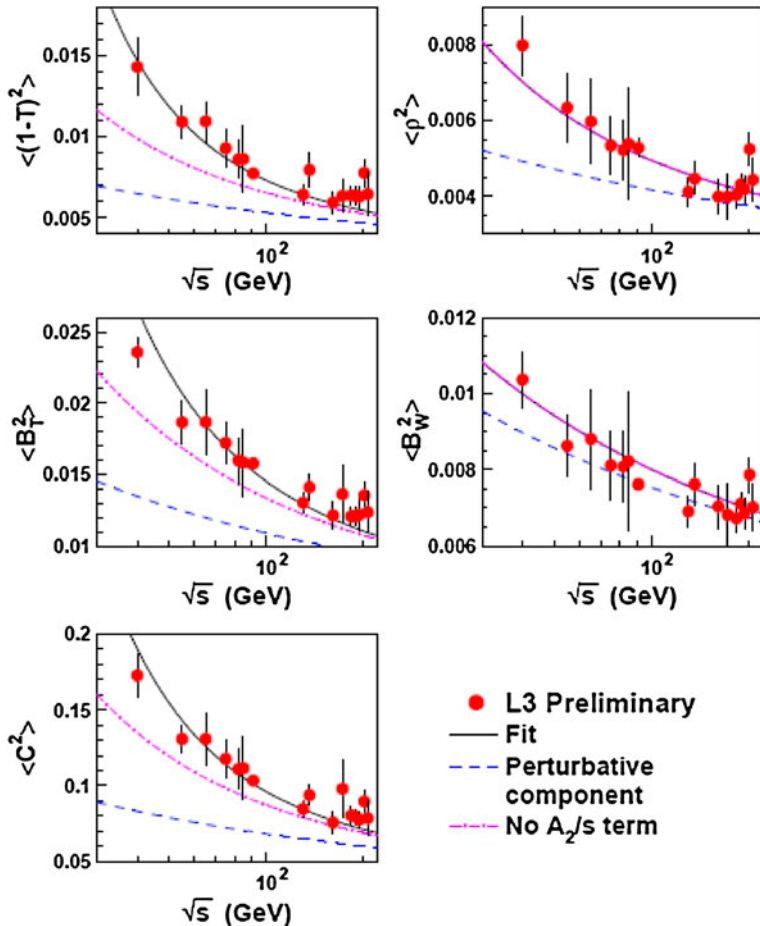 <(1-T)²>
0.015
0.01
0.005
10²
√s (GeV)
<ρ²>
0.008
0.006
0.004
10²
√s (GeV)
<B_T²>
0.025
0.02
0.015
0.01
10²
√s (GeV)
<B_W²>
0.012
0.01
0.008
0.006
10²
√s (GeV)
<C²>
0.2
0.15
0.1
0.05
10²
√s (GeV)
L3 Preliminary
Fit
Perturbative
component
No A₂/s term